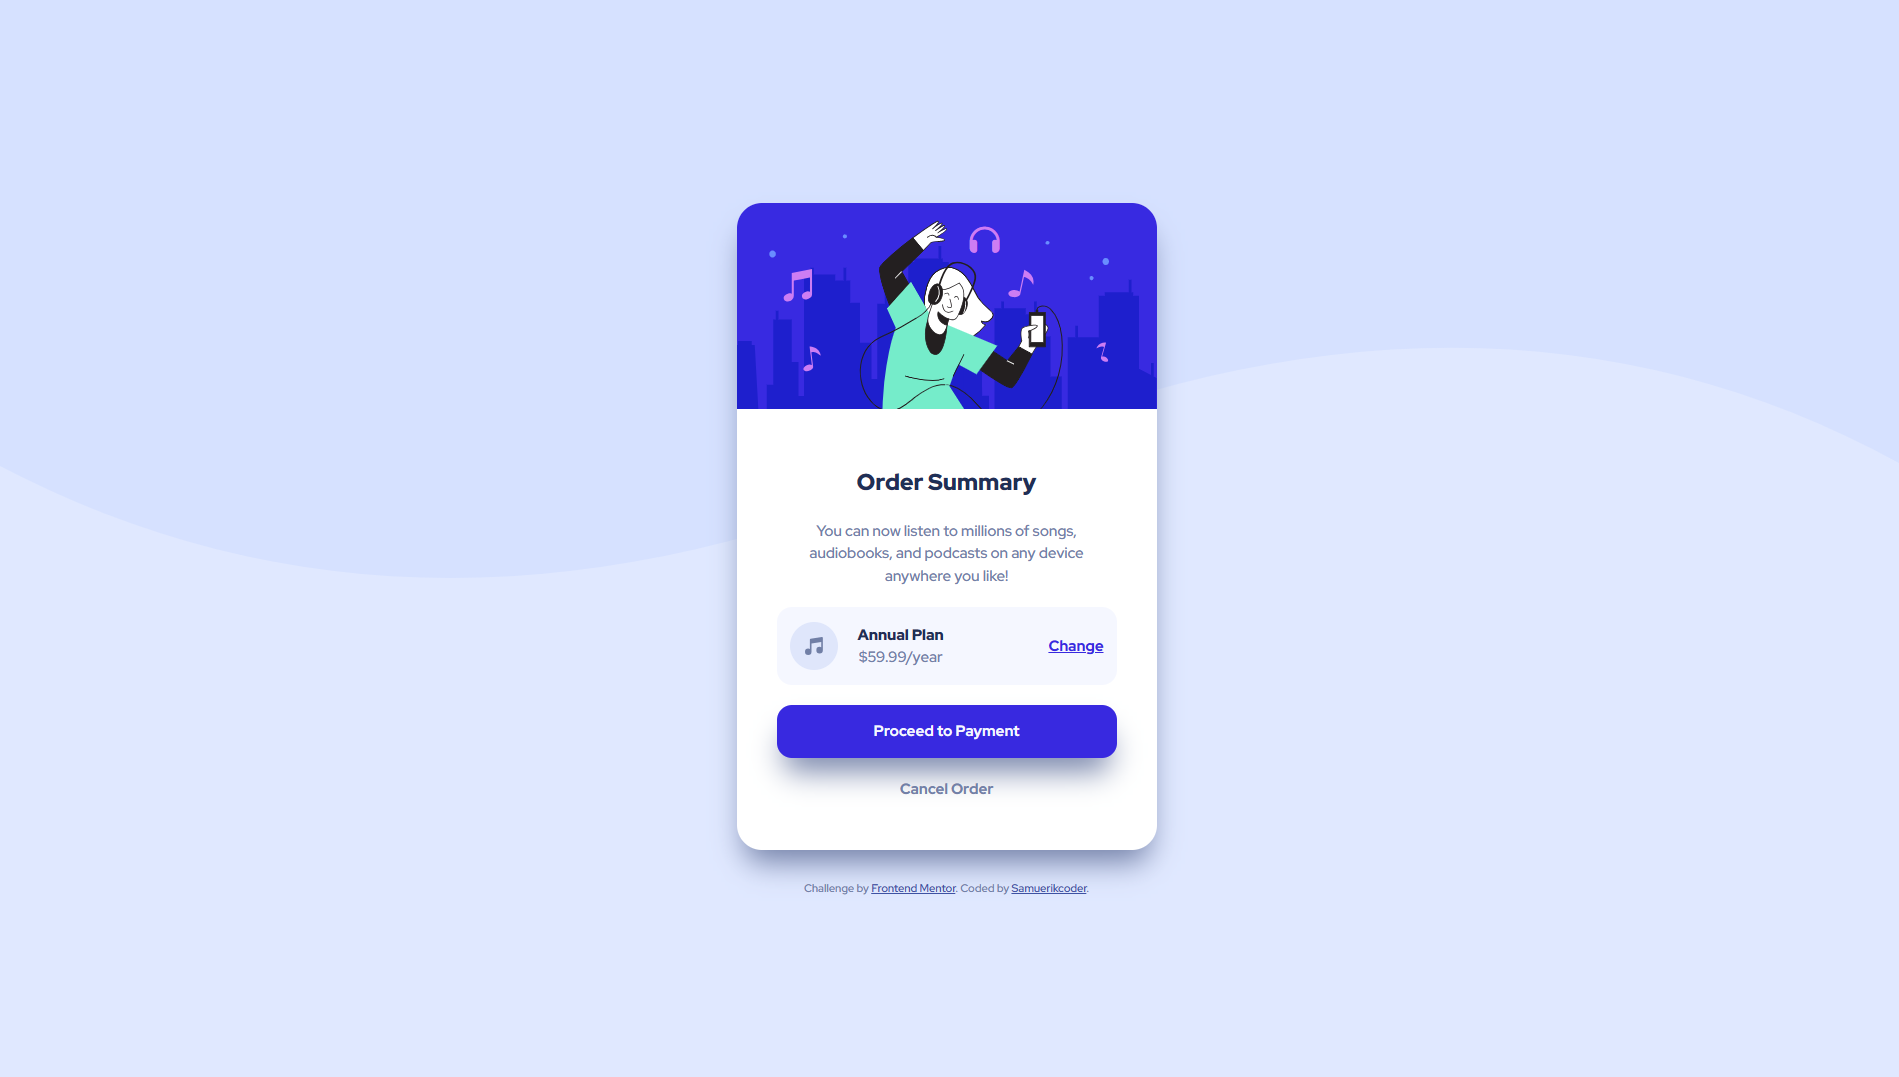 Order Summary
You can now listen to millions of songs,
audiobooks, and podcasts on any device
anywhere you like!
Annual Plan
$59.99/year
Change
Proceed to Payment
Cancel Order
Challenge by Frontend Mentor. Coded by Samuerikcoder.